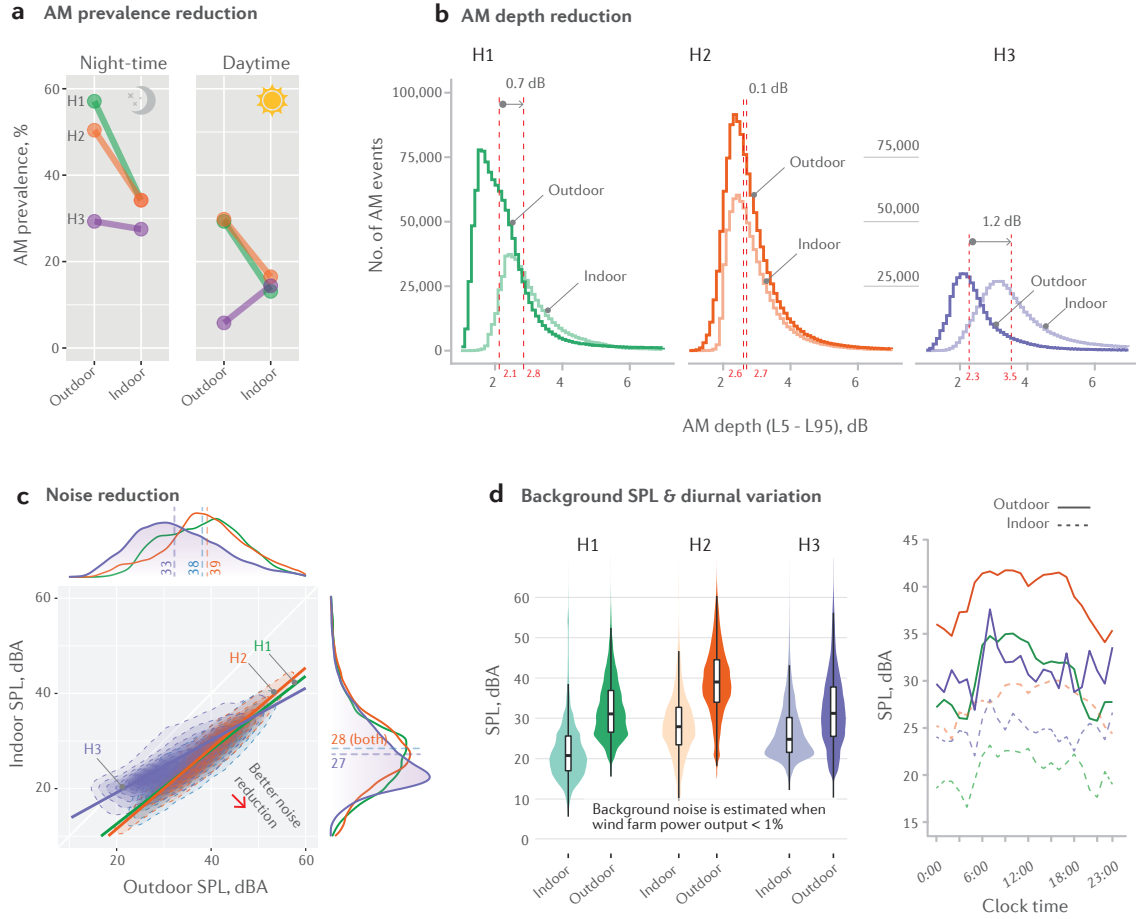 a AM prevalence reduction
Night-time
Daytime
AM prevalence, %
60
40
20
0
H1
H2
H3
Outdoor
Indoor
Outdoor
Indoor
b AM depth reduction
H1
H2
H3
No. of AM events
100,000
75,000
50,000
25,000
0
0.7 dB
Outdoor
Indoor
2.1
2.8
2
4
6
0.1 dB
Outdoor
Indoor
2.6
2.7
2
4
6
75,000
50,000
25,000
1.2 dB
Outdoor
Indoor
2.3
3.5
2
4
6
AM depth (L5 - L95), dB
c Noise reduction
33
38
39
Indoor SPL, dBA
60
40
20
H1
H2
H3
Better noise
reduction
20
40
60
Outdoor SPL, dBA
28 (both)
27
d Background SPL & diurnal variation
H1
H2
H3
SPL, dBA
60
50
40
30
20
10
0
Background noise is estimated when
wind farm power output < 1%
Indoor
Outdoor
Indoor
Outdoor
Indoor
Outdoor
Outdoor
Indoor
SPL, dBA
45
40
35
30
25
20
15
0:00
6:00
12:00
18:00
23:00
Clock time